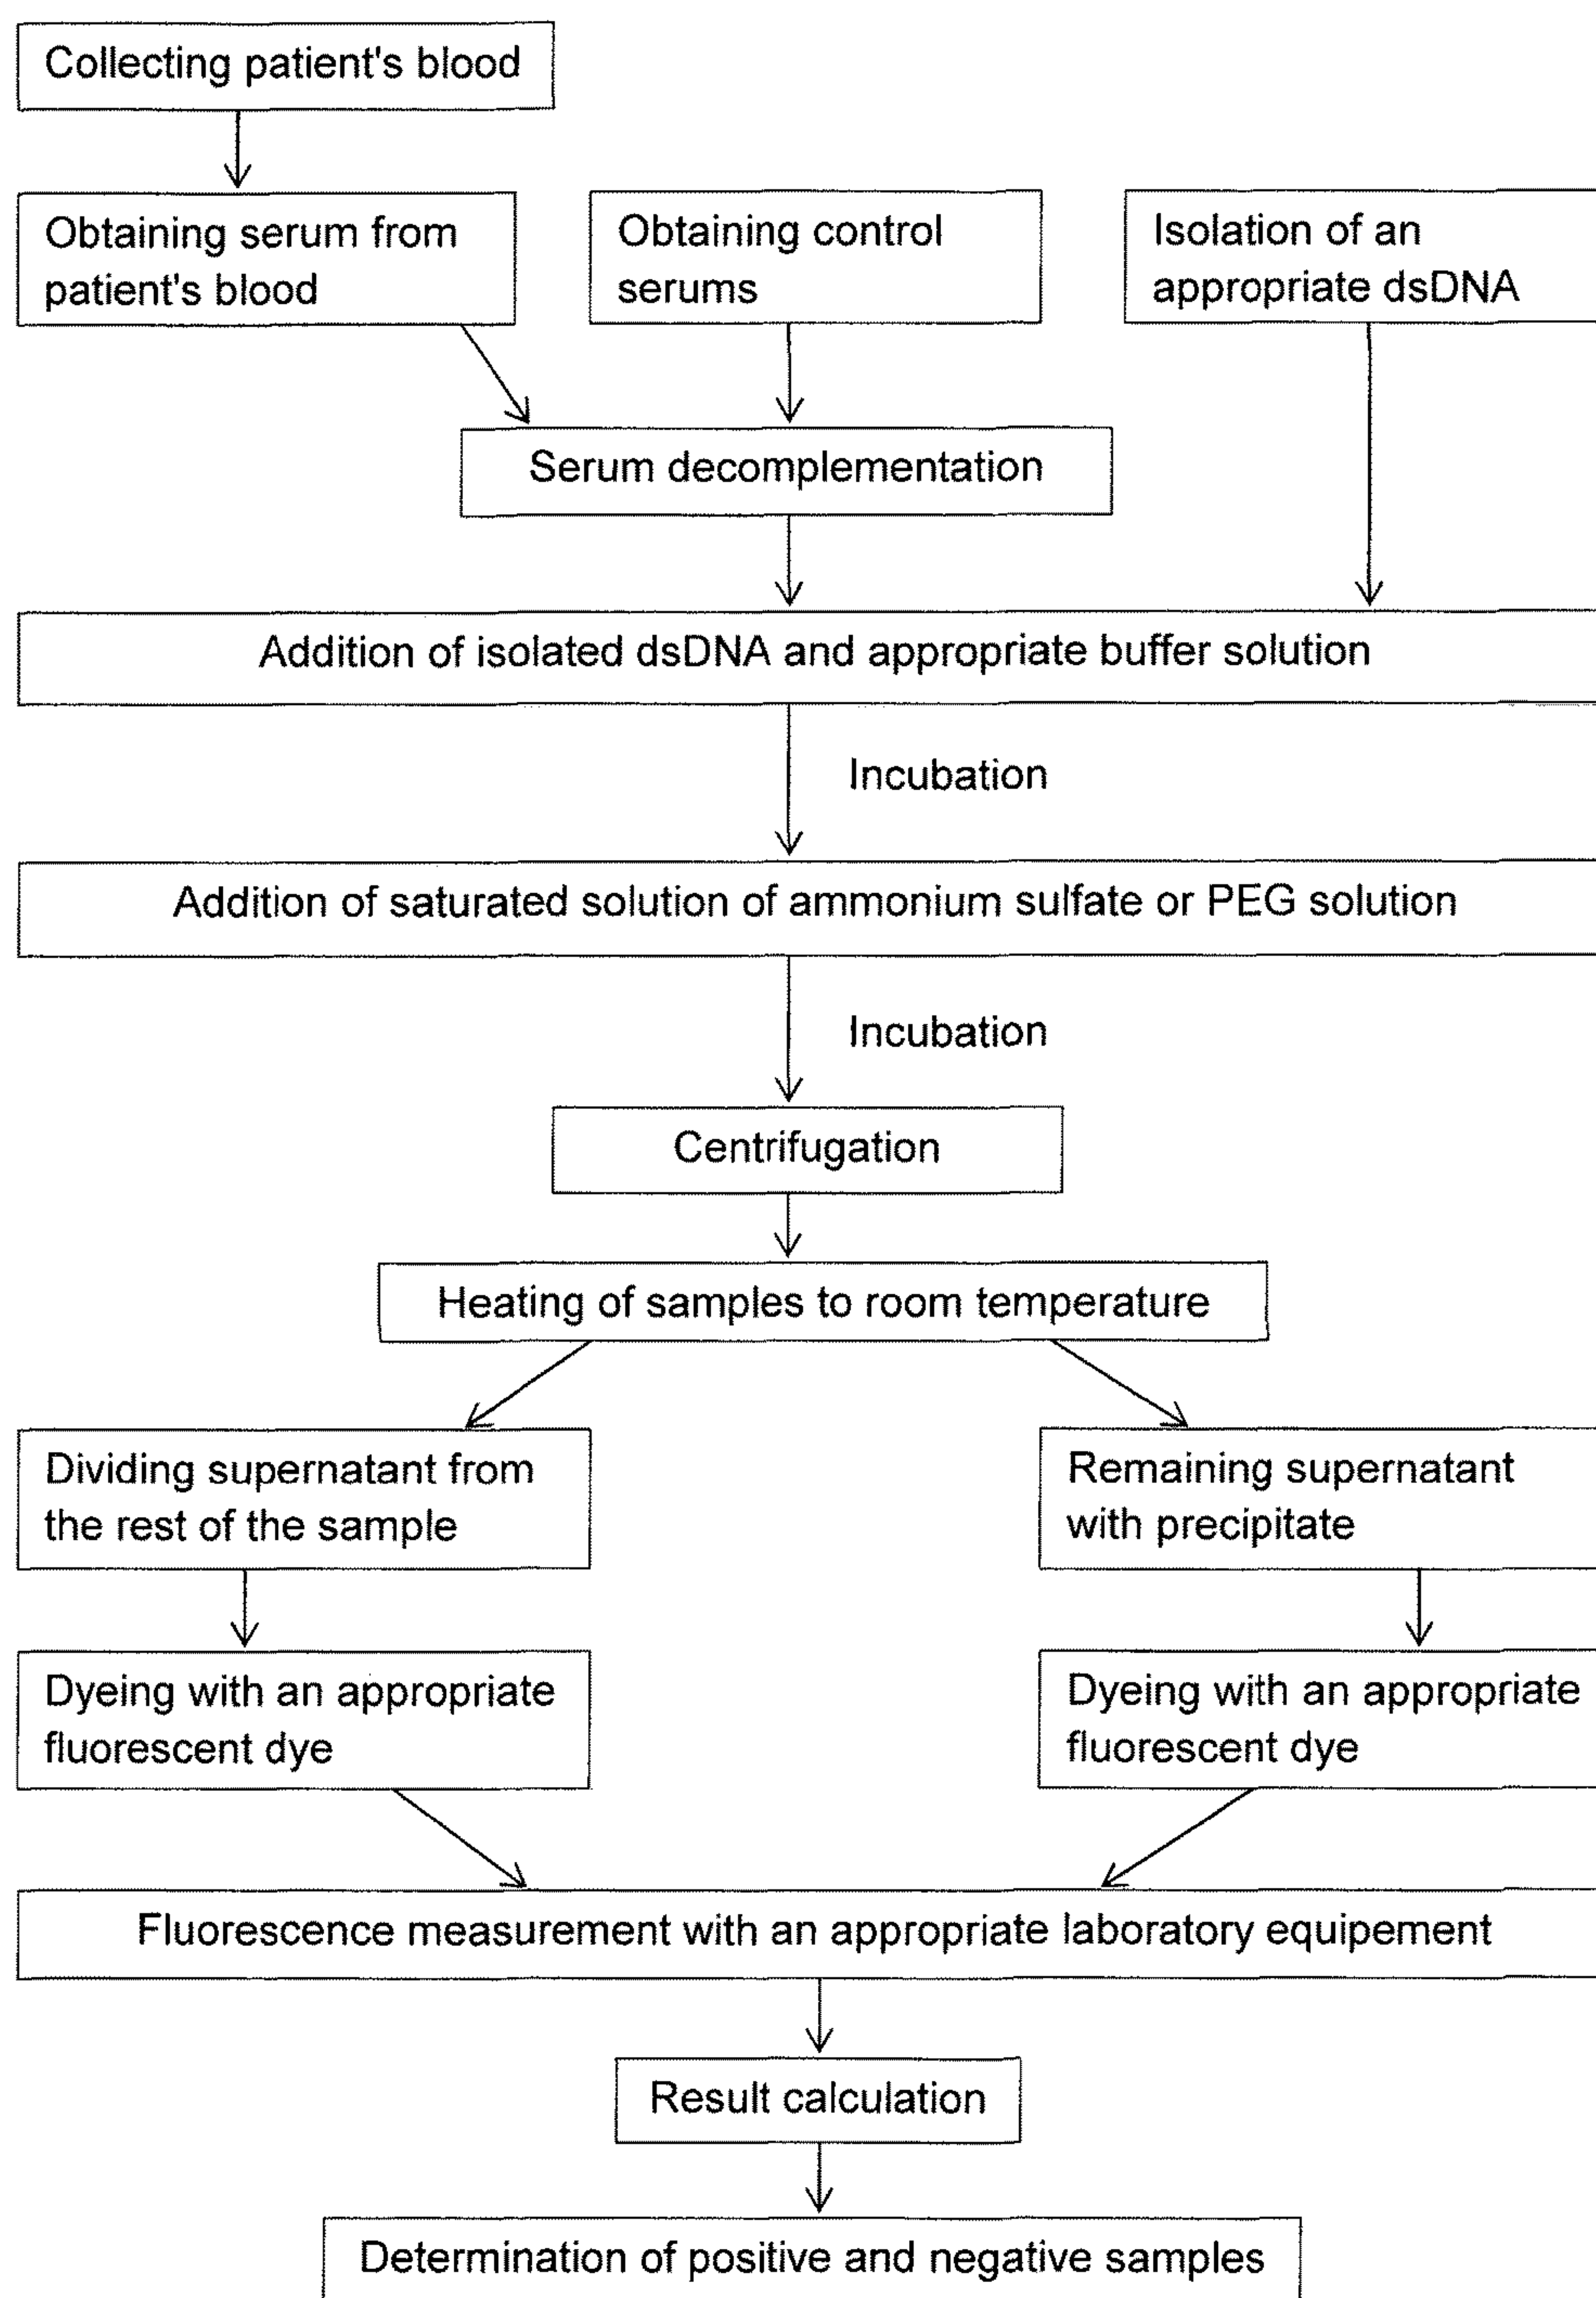 Collecting patient's blood
Obtaining serum from
patient's blood
Obtaining control
serums
Isolation of an
appropriate dsDNA
Serum decomplementation
Addition of isolated dsDNA and appropriate buffer solution
Incubation
Addition of saturated solution of ammonium sulfate or PEG solution
Incubation
Centrifugation
Heating of samples to room temperature
Dividing supernatant from
the rest of the sample
Remaining supernatant
with precipitate
Dyeing with an appropriate
fluorescent dye
Dyeing with an appropriate
fluorescent dye
Fluorescence measurement with an appropriate laboratory equipement
Result calculation
Determination of positive and negative samples